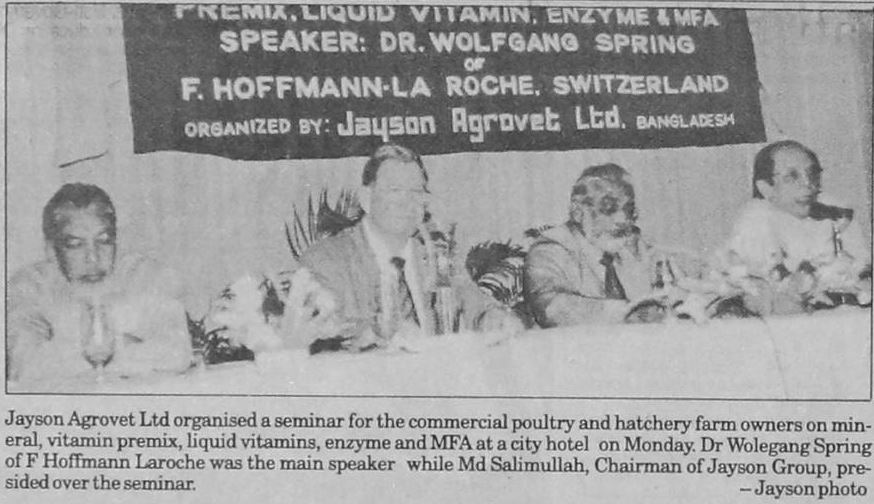 PREMIX, LIQUID VITAMIN, ENZYME & MFA
SPEAKER: DR. WOLFGANG SPRING
OF
F. HOFFMANN-LA ROCHE, SWITZERLAND
ORGANIZED BY: Jayson Agrovet Ltd. BANGLADESH
Jayson Agrovet Ltd organised a seminar for the commercial poultry and hatchery farm owners on min-
eral, vitamin premix, liquid vitamins, enzyme and MFA at a city hotel on Monday. Dr Wolegang Spring
of F Hoffmann Laroche was the main speaker while Md Salimullah, Chairman of Jayson Group, pre-
sided over the seminar.
– Jayson photo